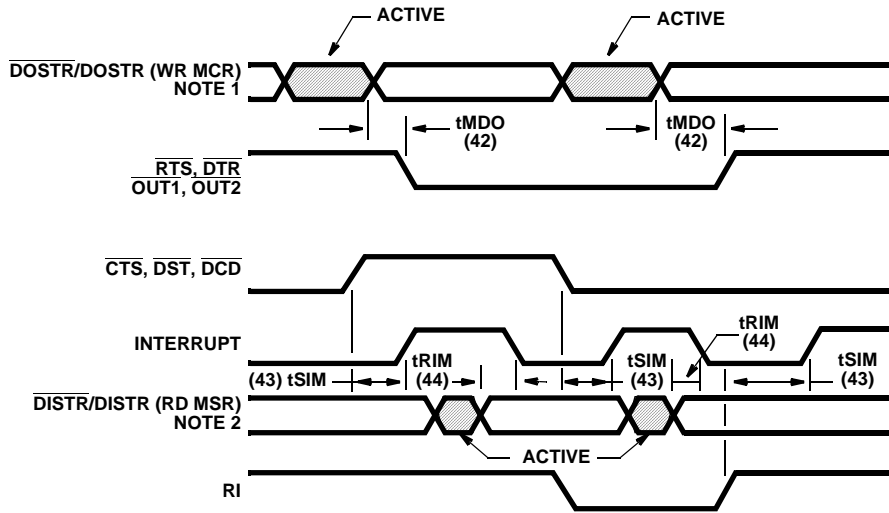 ACTIVE ACTIVE
DOSTR/DOSTR (WR MCR)
NOTE 1
tMDO
(42)
tMDO
(42)
RTS, DTR
OUT1, OUT2
CTS, DST, DCD
INTERRUPT
tRIM
(44)
(43) tSIM
tRIM
(44)
tSIM
(43)
tSIM
(43)
DISTR/DISTR (RD MSR)
NOTE 2
ACTIVE
RI